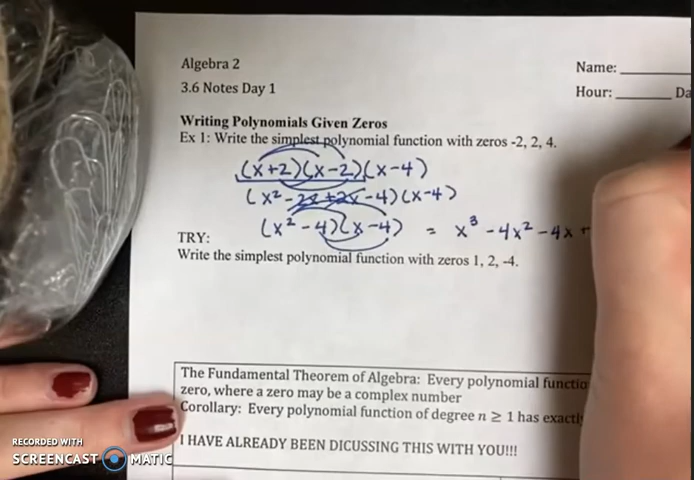 Algebra 2
Name:
3.6 Notes Day 1
Hour:
Writing Polynomials Given Zeros
Ex 1: Write the simplest polynomial function with zeros -2, 2, 4.
(x+2)(x-2)(x-4)
(x²-2x+2x-4)(x-4)
(x²-4)(x-4) = x³-4x²-4x+
TRY:
Write the simplest polynomial function with zeros 1, 2, -4.
The Fundamental Theorem of Algebra: Every polynomial
zero, where a zero may be a complex number
Corollary: Every polynomial function of degree n ≥ 1 has
I HAVE ALREADY BEEN DICUSSING THIS WITH YOU!!!
RECORDED WITH
SCREENCAST MATIC